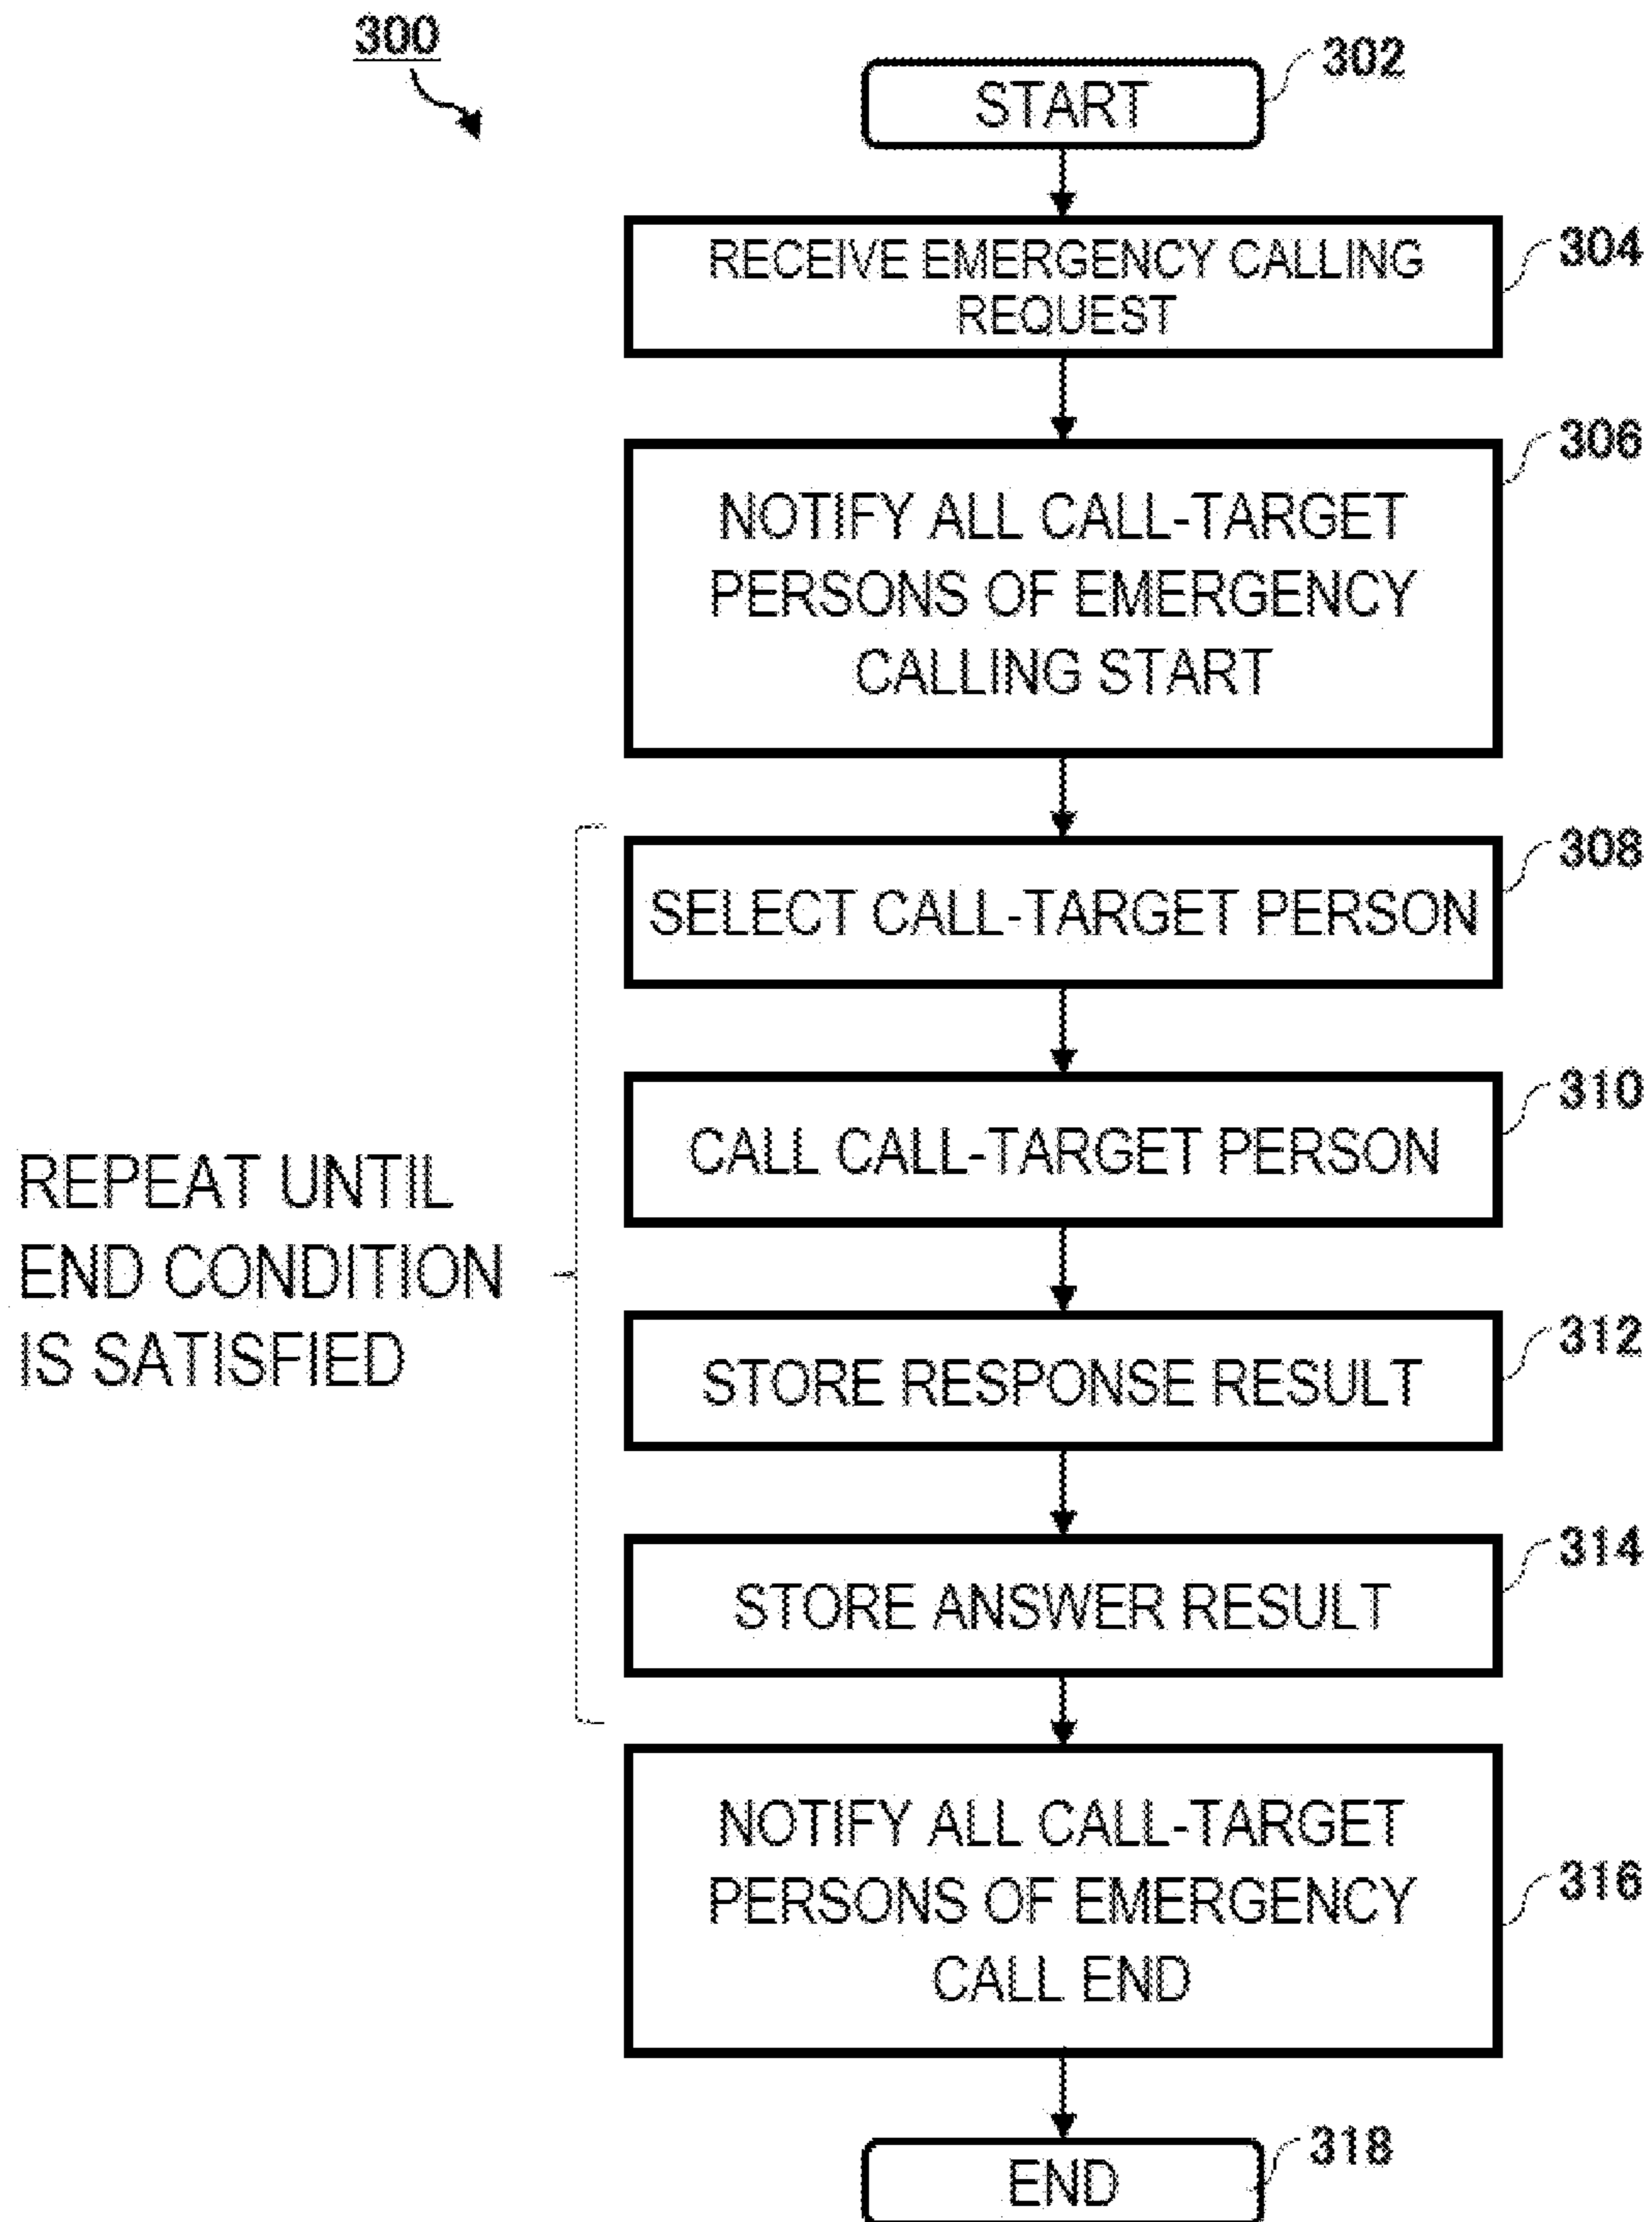 300
START
302
RECEIVE EMERGENCY CALLING
REQUEST
304
NOTIFY ALL CALL-TARGET
PERSONS OF EMERGENCY
CALLING START
306
SELECT CALL-TARGET PERSON
308
CALL CALL-TARGET PERSON
310
REPEAT UNTIL
END CONDITION
IS SATISFIED
STORE RESPONSE RESULT
312
STORE ANSWER RESULT
314
NOTIFY ALL CALL-TARGET
PERSONS OF EMERGENCY
CALL END
316
END
318